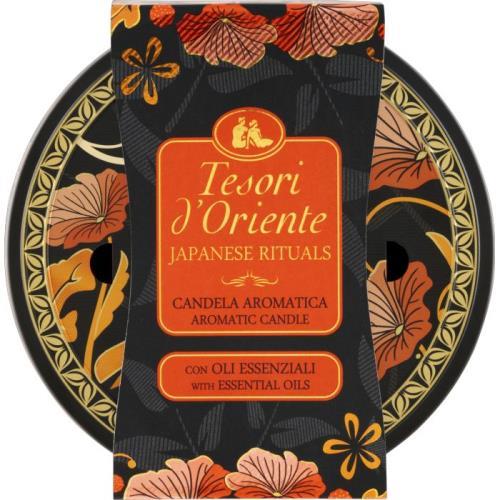 Tesori
d'Oriente
JAPANESE RITUALS
CANDELA AROMATICA
AROMATIC CANDLE
CON OLI ESSENZIALI
WITH ESSENTIAL OILS